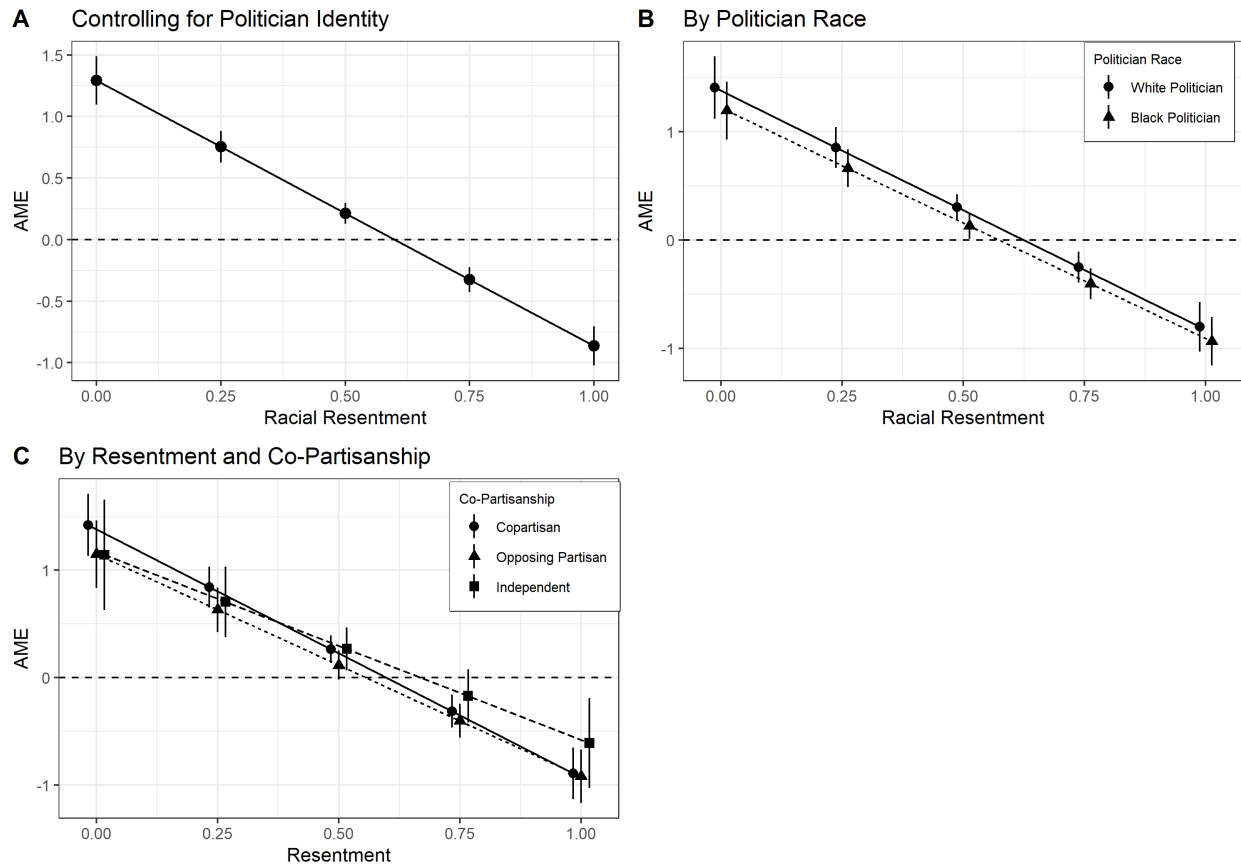 A Controlling for Politician Identity
1.5
1.0
0.5
0.0
-0.5
-1.0
AME
0.00 0.25 0.50 0.75 1.00
Racial Resentment
B By Politician Race
Politician Race
White Politician
Black Politician
1
0
-1
AME
0.00 0.25 0.50 0.75 1.00
Racial Resentment
C By Resentment and Co-Partisanship
Co-Partisanship
Copartisan
Opposing Partisan
Independent
1
0
-1
AME
0.00 0.25 0.50 0.75 1.00
Resentment